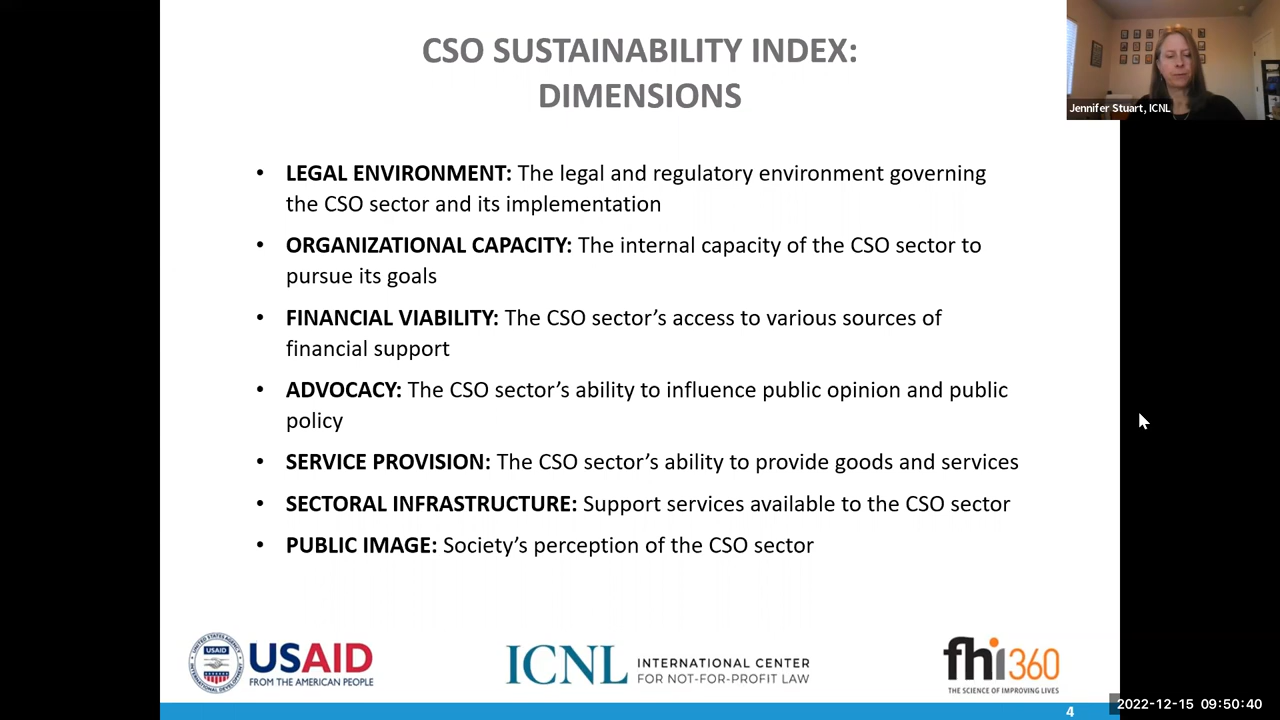 CSO SUSTAINABILITY INDEX:
DIMENSIONS
Jennifer Stuart, ICNL
• LEGAL ENVIRONMENT: The legal and regulatory environment governing
the CSO sector and its implementation
• ORGANIZATIONAL CAPACITY: The internal capacity of the CSO sector to
pursue its goals
• FINANCIAL VIABILITY: The CSO sector’s access to various sources of
financial support
• ADVOCACY: The CSO sector’s ability to influence public opinion and public
policy
• SERVICE PROVISION: The CSO sector’s ability to provide goods and services
• SECTORAL INFRASTRUCTURE: Support services available to the CSO sector
• PUBLIC IMAGE: Society’s perception of the CSO sector
USAID
USAID
FROM THE AMERICAN PEOPLE
ICNL
INTERNATIONAL CENTER
FOR NOT-FOR-PROFIT LAW
fhi360
THE SCIENCE OF IMPROVING LIVES
4
2022-12-15 09:50:40